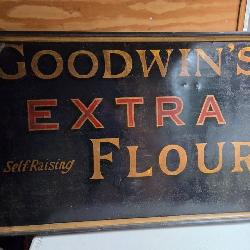 GOODWIN'S
EXTRA
Self Raising FLOUR